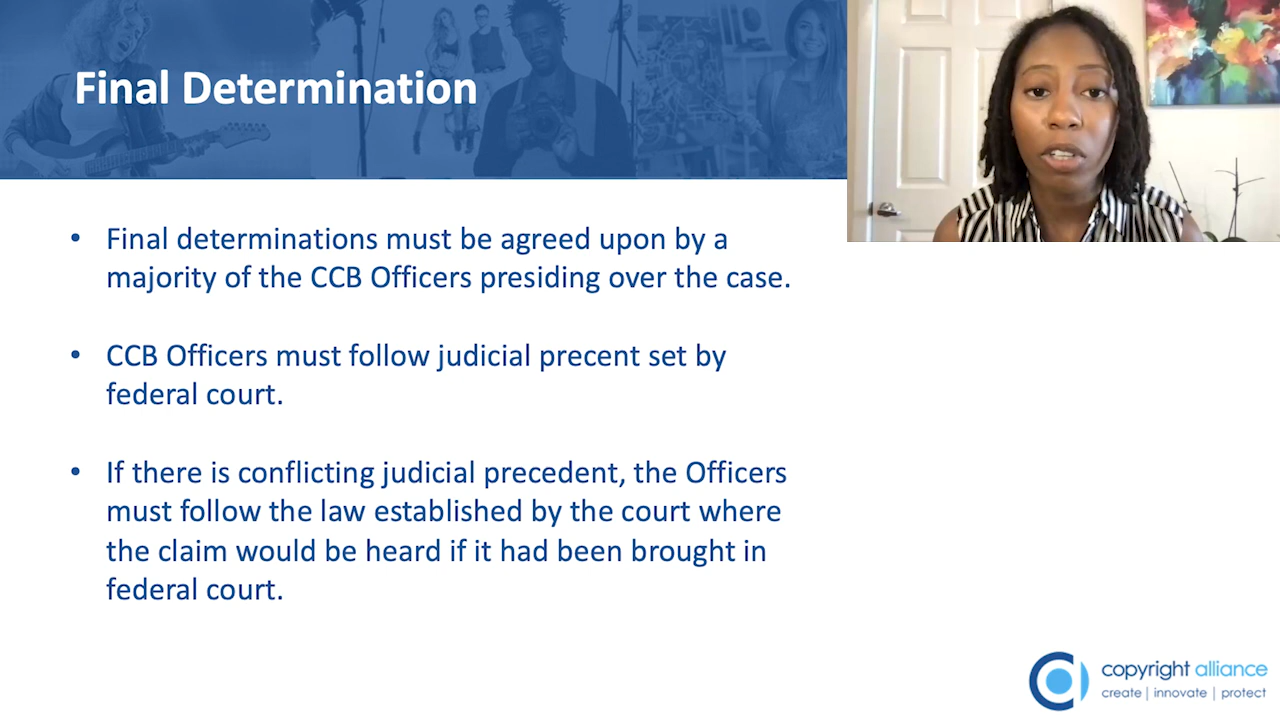 Final Determination
• Final determinations must be agreed upon by a
majority of the CCB Officers presiding over the case.
• CCB Officers must follow judicial precent set by
federal court.
• If there is conflicting judicial precedent, the Officers
must follow the law established by the court where
the claim would be heard if it had been brought in
federal court.
copyright alliance
create | innovate | protect